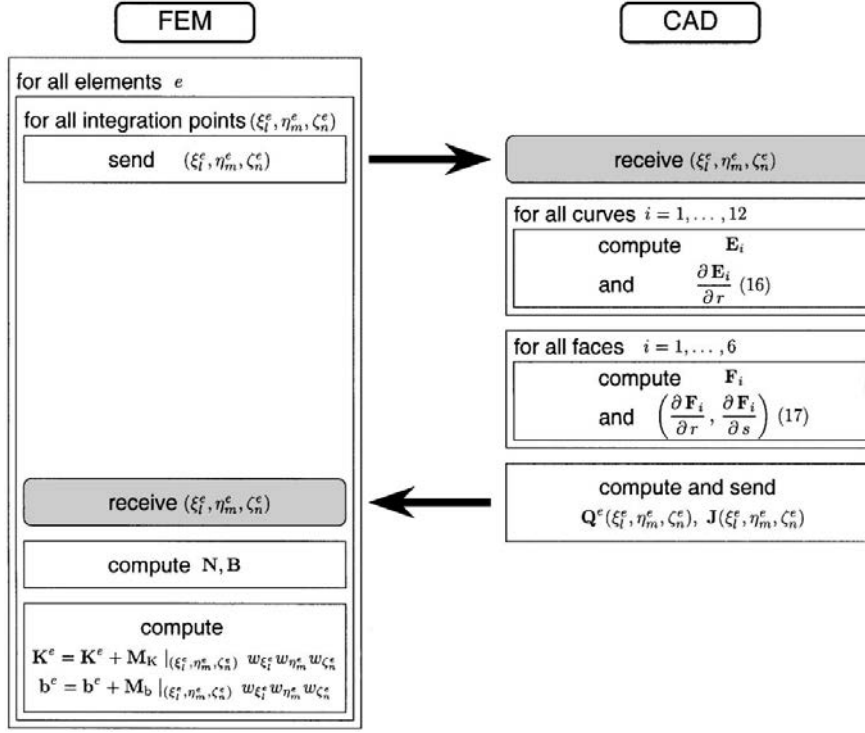 FEM
for all elements e
for all integration points (ξ_l^e, η_m^e, ζ_n^e)
send (ξ_l^e, η_m^e, ζ_n^e)
receive (ξ_l^e, η_m^e, ζ_n^e)
compute N, B
compute
K^e = K^e + M_K |_(ξ_l^e, η_m^e, ζ_n^e) w_ξ_l^e w_η_m^e w_ζ_n^e
b^e = b^e + M_b |_(ξ_l^e, η_m^e, ζ_n^e) w_ξ_l^e w_η_m^e w_ζ_n^e
CAD
receive (ξ_l^e, η_m^e, ζ_n^e)
for all curves i = 1, . . . , 12
compute E_i
and ∂E_i/∂r (16)
for all faces i = 1, . . . , 6
compute F_i
and (∂F_i/∂r, ∂F_i/∂s) (17)
compute and send
Q^e(ξ_l^e, η_m^e, ζ_n^e), J(ξ_l^e, η_m^e, ζ_n^e)